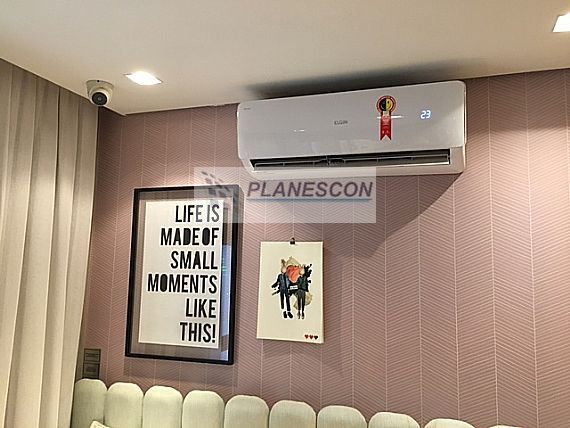 ELGIN
23
PLANESCON
LIFE IS
MADE OF
SMALL
MOMENTS
LIKE
THIS!